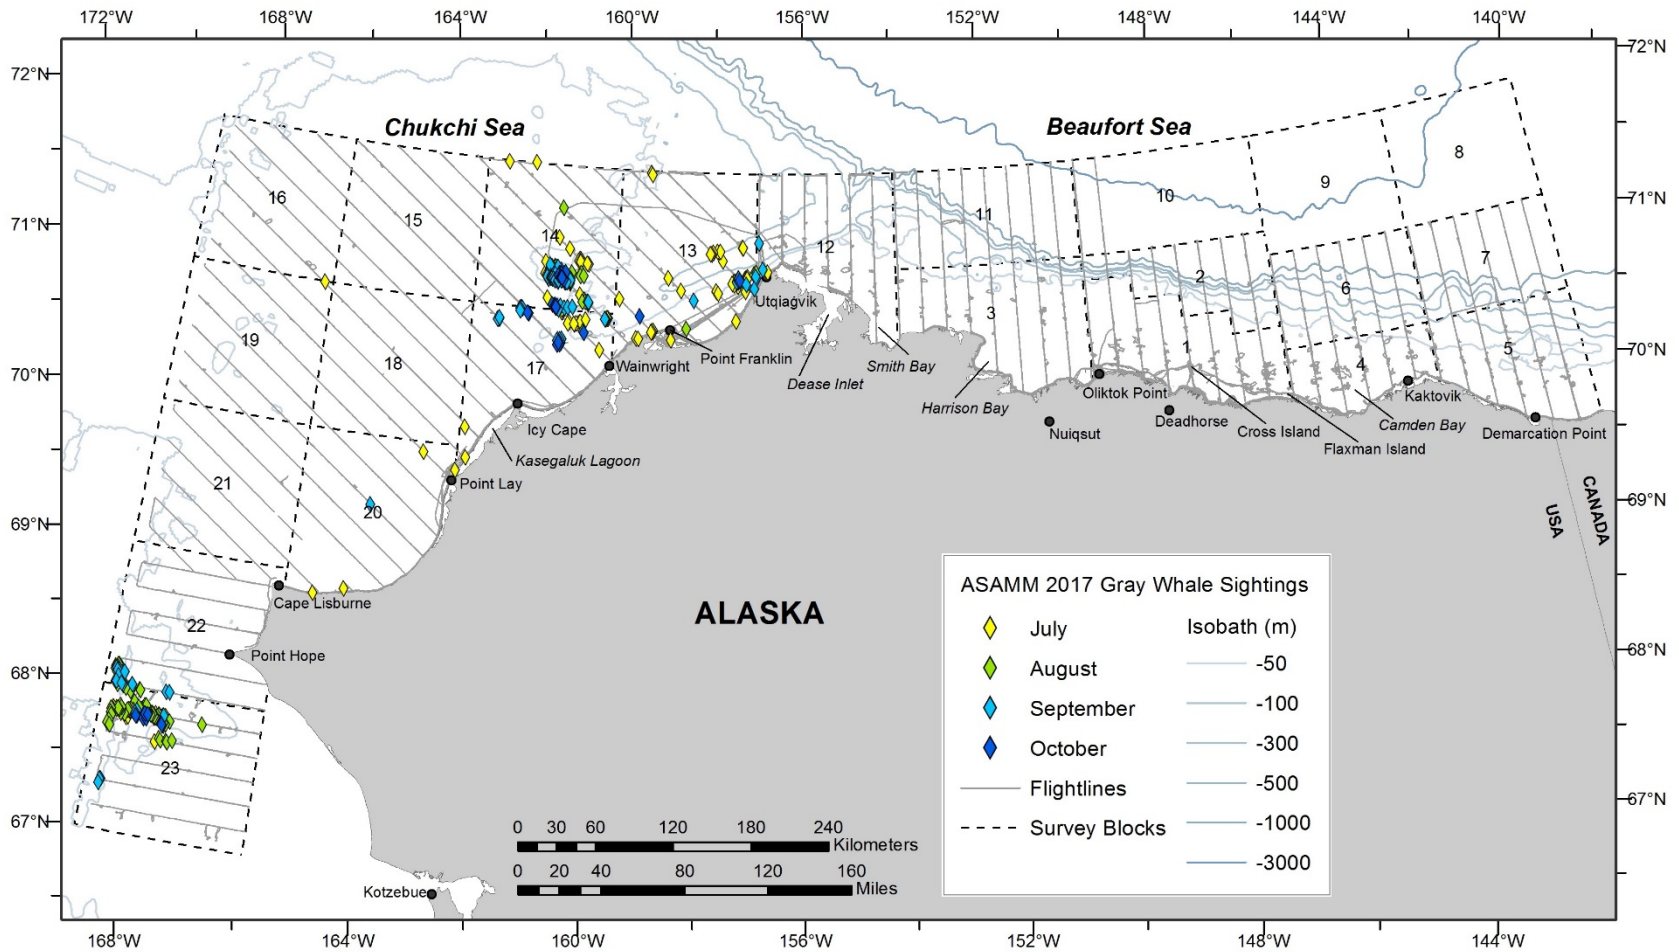 172°W 168°W 164°W 160°W 156°W 152°W 148°W 144°W 140°W
72°N
72°N
Chukchi Sea
Beaufort Sea
8
9
10
16
71°N
71°N
15
11
14
13
12
7
2
6
Utqiaġvik
3
19
70°N
70°N
18
17
1
5
4
Point Franklin
Wainwright
Smith Bay
Dease Inlet
Oliktok Point
Kaktovik
Harrison Bay
Deadhorse
Camden Bay
Icy Cape
Nuiqsut
Cross Island
Demarcation Point
Flaxman Island
Kasegaluk Lagoon
21
Point Lay
69°N
69°N
20
USA
CANADA
Cape Lisburne
ALASKA
22
Point Hope
68°N
68°N
23
67°N
67°N
ASAMM 2017 Gray Whale Sightings
July
August
September
October
Flightlines
Survey Blocks
Isobath (m)
-50
-100
-300
-500
-1000
-3000
0 30 60 120 180 240
Kilometers
0 20 40 80 120 160
Miles
Kotzebue
168°W 164°W 160°W 156°W 152°W 148°W 144°W